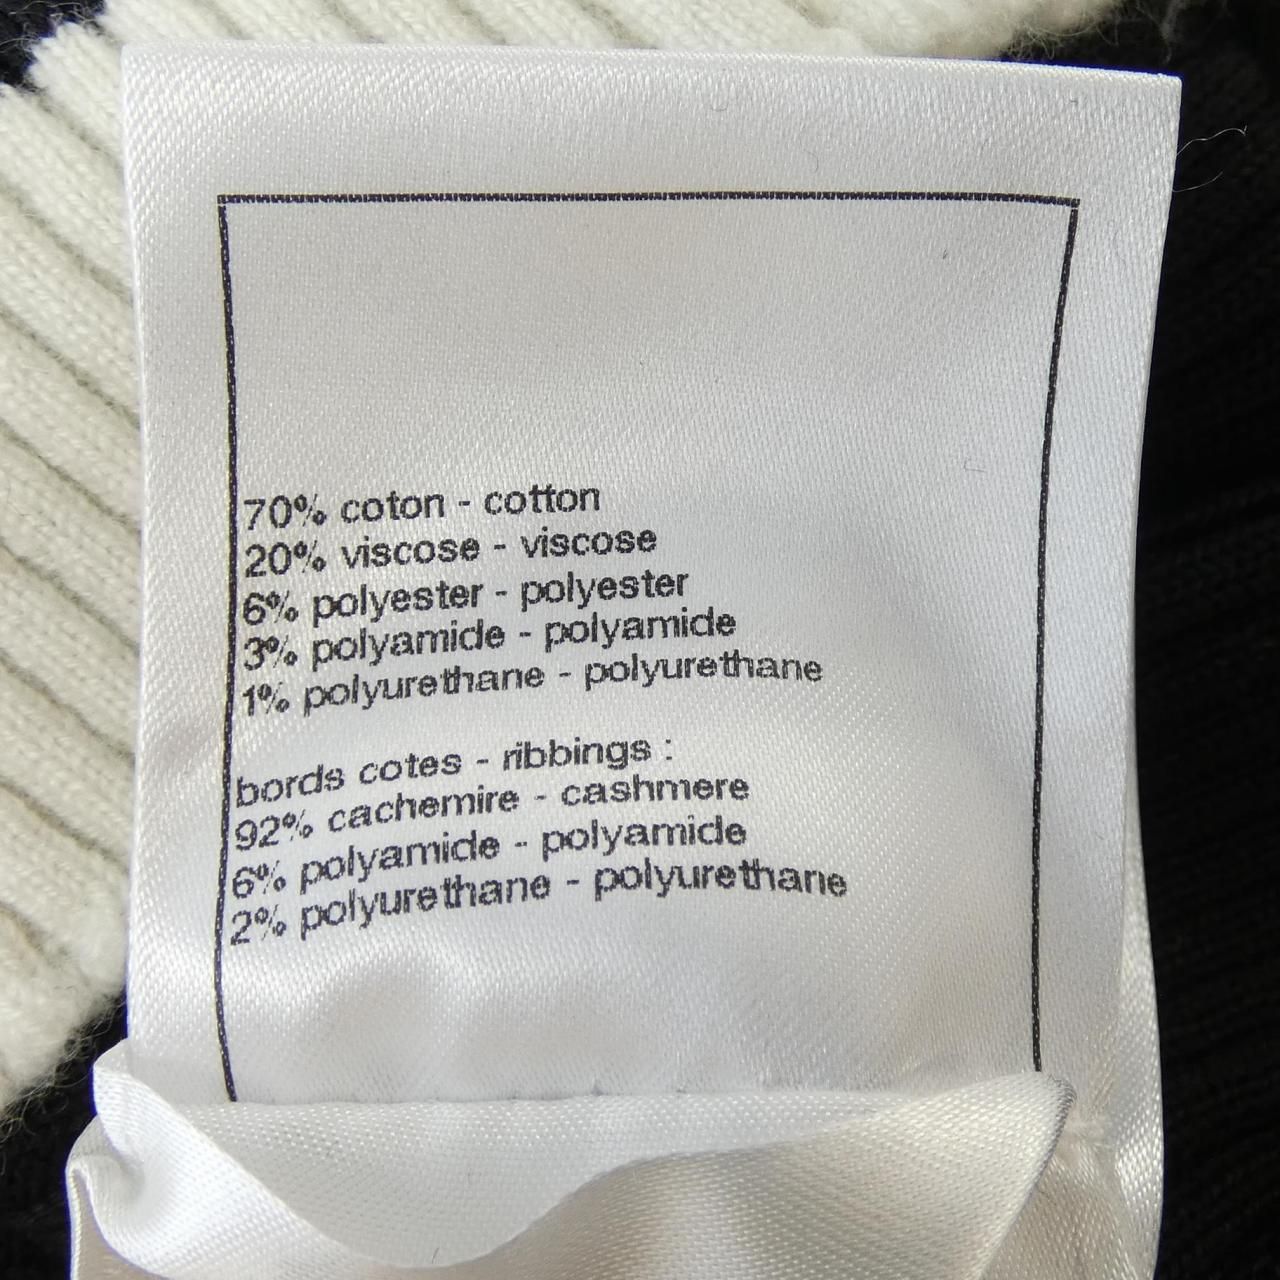 70% coton - cotton
20% viscose - viscose
6% polyester - polyester
3% polyamide - polyamide
1% polyurethane - polyurethane
bords cotes - ribbings :
92% cachemire - cashmere
6% polyamide - polyamide
2% polyurethane - polyurethane